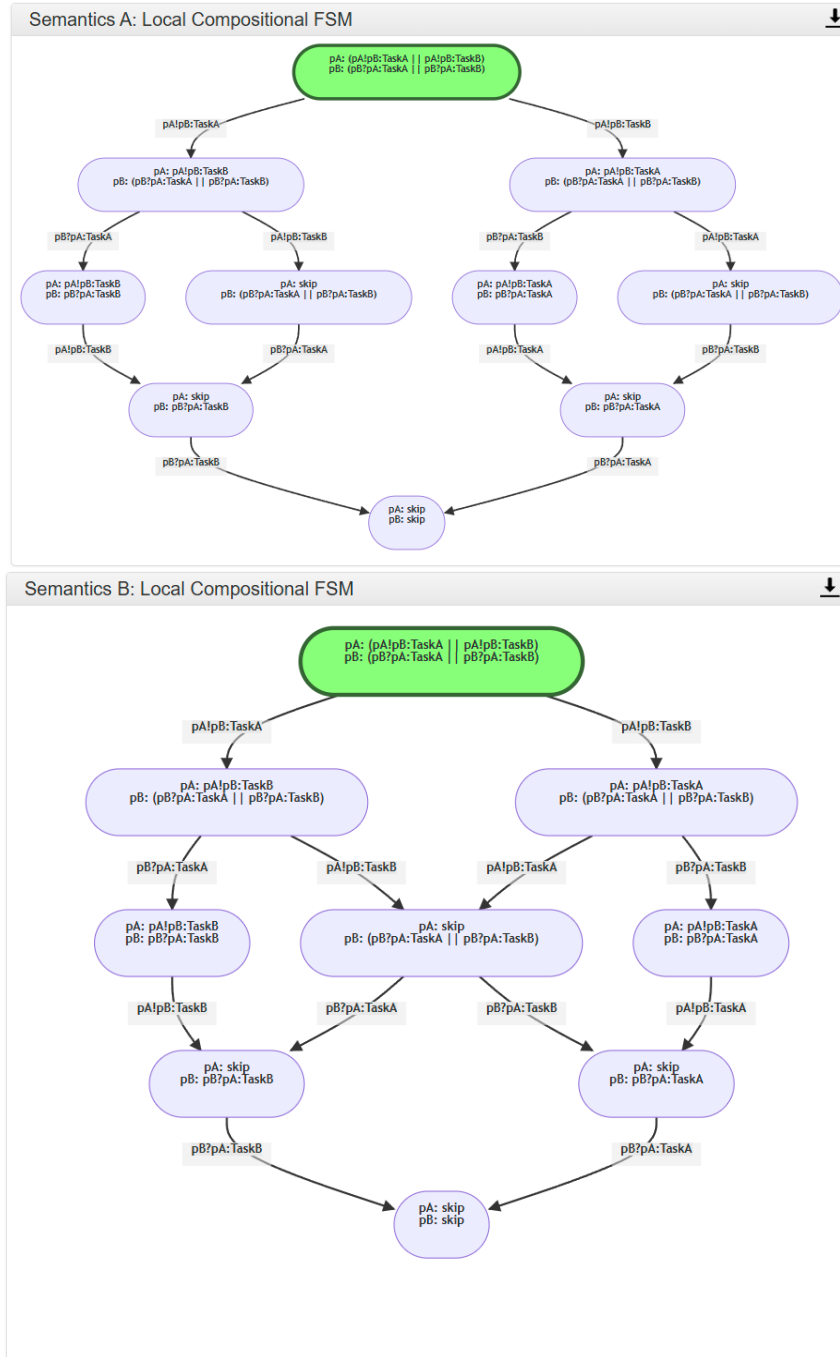 Semantics A: Local Compositional FSM
pA: (pA!pB:TaskA || pA!pB:TaskB)
pB: (pB?pA:TaskA || pB?pA:TaskB)
pA!pB:TaskA
pA!pB:TaskB
pA: pA!pB:TaskB
pB: (pB?pA:TaskA || pB?pA:TaskB)
pA: pA!pB:TaskA
pB: (pB?pA:TaskA || pB?pA:TaskB)
pB?pA:TaskA
pA!pB:TaskB
pB?pA:TaskB
pA!pB:TaskA
pA: pA!pB:TaskB
pB: pB?pA:TaskB
pA: skip
pB: (pB?pA:TaskA || pB?pA:TaskB)
pA: pA!pB:TaskA
pB: pB?pA:TaskA
pA: skip
pB: (pB?pA:TaskA || pB?pA:TaskB)
pA!pB:TaskB
pB?pA:TaskA
pA!pB:TaskA
pB?pA:TaskB
pA: skip
pB: pB?pA:TaskB
pA: skip
pB: pB?pA:TaskA
pB?pA:TaskB
pB?pA:TaskA
pA: skip
pB: skip
Semantics B: Local Compositional FSM
pA: (pA!pB:TaskA || pA!pB:TaskB)
pB: (pB?pA:TaskA || pB?pA:TaskB)
pA!pB:TaskA
pA!pB:TaskB
pA: pA!pB:TaskB
pB: (pB?pA:TaskA || pB?pA:TaskB)
pA: pA!pB:TaskA
pB: (pB?pA:TaskA || pB?pA:TaskB)
pB?pA:TaskA
pA!pB:TaskB
pA!pB:TaskA
pB?pA:TaskB
pA: pA!pB:TaskB
pB: pB?pA:TaskB
pA: skip
pB: (pB?pA:TaskA || pB?pA:TaskB)
pA: pA!pB:TaskA
pB: pB?pA:TaskA
pA!pB:TaskB
pB?pA:TaskA
pB?pA:TaskB
pA!pB:TaskA
pA: skip
pB: pB?pA:TaskB
pA: skip
pB: pB?pA:TaskA
pB?pA:TaskB
pB?pA:TaskA
pA: skip
pB: skip